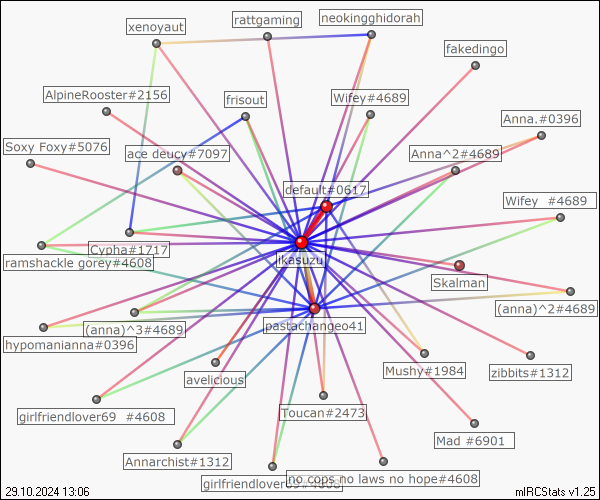 neokingghidorah
rattgaming
xenoyaut
fakedingo
AlpineRooster#2156
frisout
Wifey#4689
Anna.#0396
Soxy Foxy#5076
ace deucy#7097
Anna^2#4689
default#0617
Wifey  #4689
Cypha#1717
ramshackle gorey#4608
ikasuzu
Skalman
(anna)^2#4689
(anna)^3#4689
pastachangeo41
hypomanianna#0396
avelicious
Mushy#1984
zibbits#1312
girlfriendlover69  #4608
Toucan#2473
Mad #6901
Annarchist#1312
no cops no laws no hope#4608
girlfriendlover69#4608
29.10.2024 13:06
mIRCStats v1.25